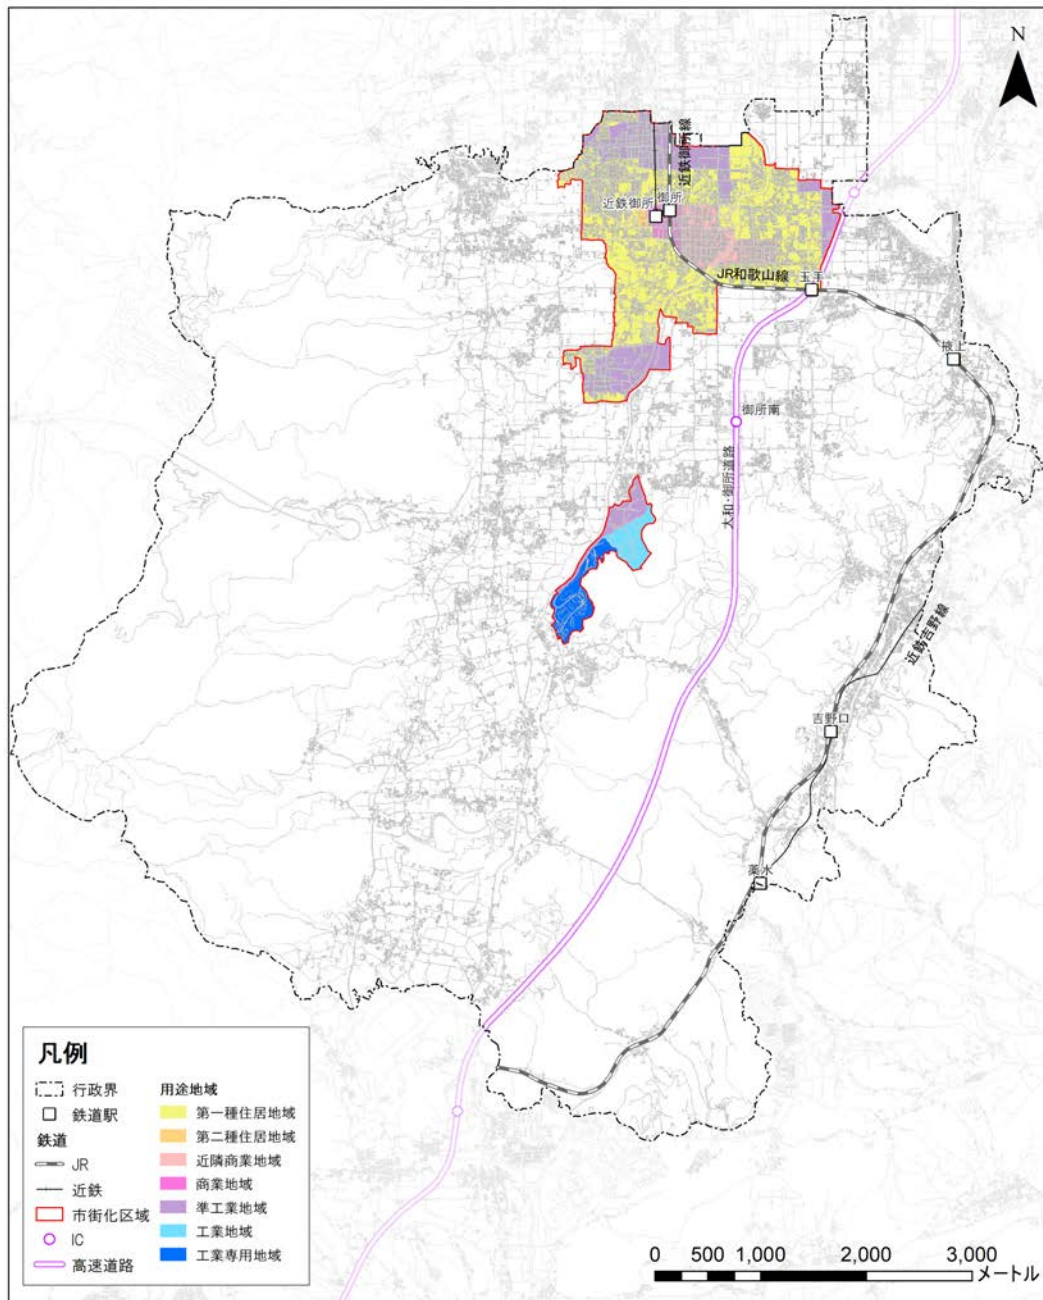 N
近鉄御所線
近鉄御所
御所
JR和歌山線
玉手
掖上
御所南
大和・御所道路
近鉄吉野線
吉野口
薬水
凡例
行政界
鉄道駅
鉄道
JR
近鉄
市街化区域
IC
高速道路
用途地域
第一種住居地域
第二種住居地域
近隣商業地域
商業地域
準工業地域
工業地域
工業専用地域
0 500 1,000 2,000 3,000
メートル